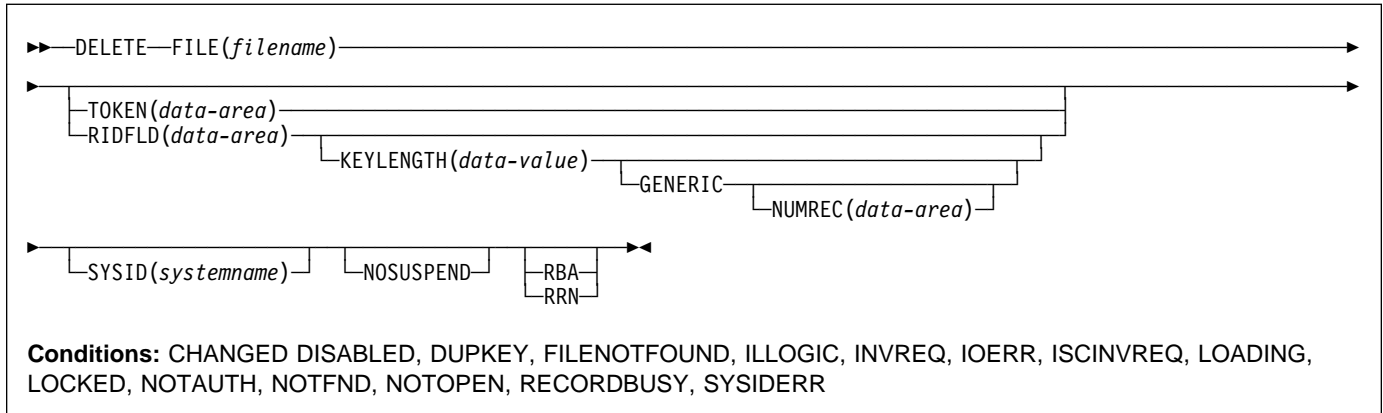 DELETE FILE(filename)
TOKEN(data-area)
RIDFLD(data-area)
KEYLENGTH(data-value)
GENERIC
NUMREC(data-area)
SYSID(systemname) NOSUSPEND RBA
RRN
Conditions: CHANGED DISABLED, DUPKEY, FILENOTFOUND, ILLOGIC, INVREQ, IOERR, ISCINVREQ, LOADING,
LOCKED, NOTAUTH, NOTFND, NOTOPEN, RECORDBUSY, SYSIDERR